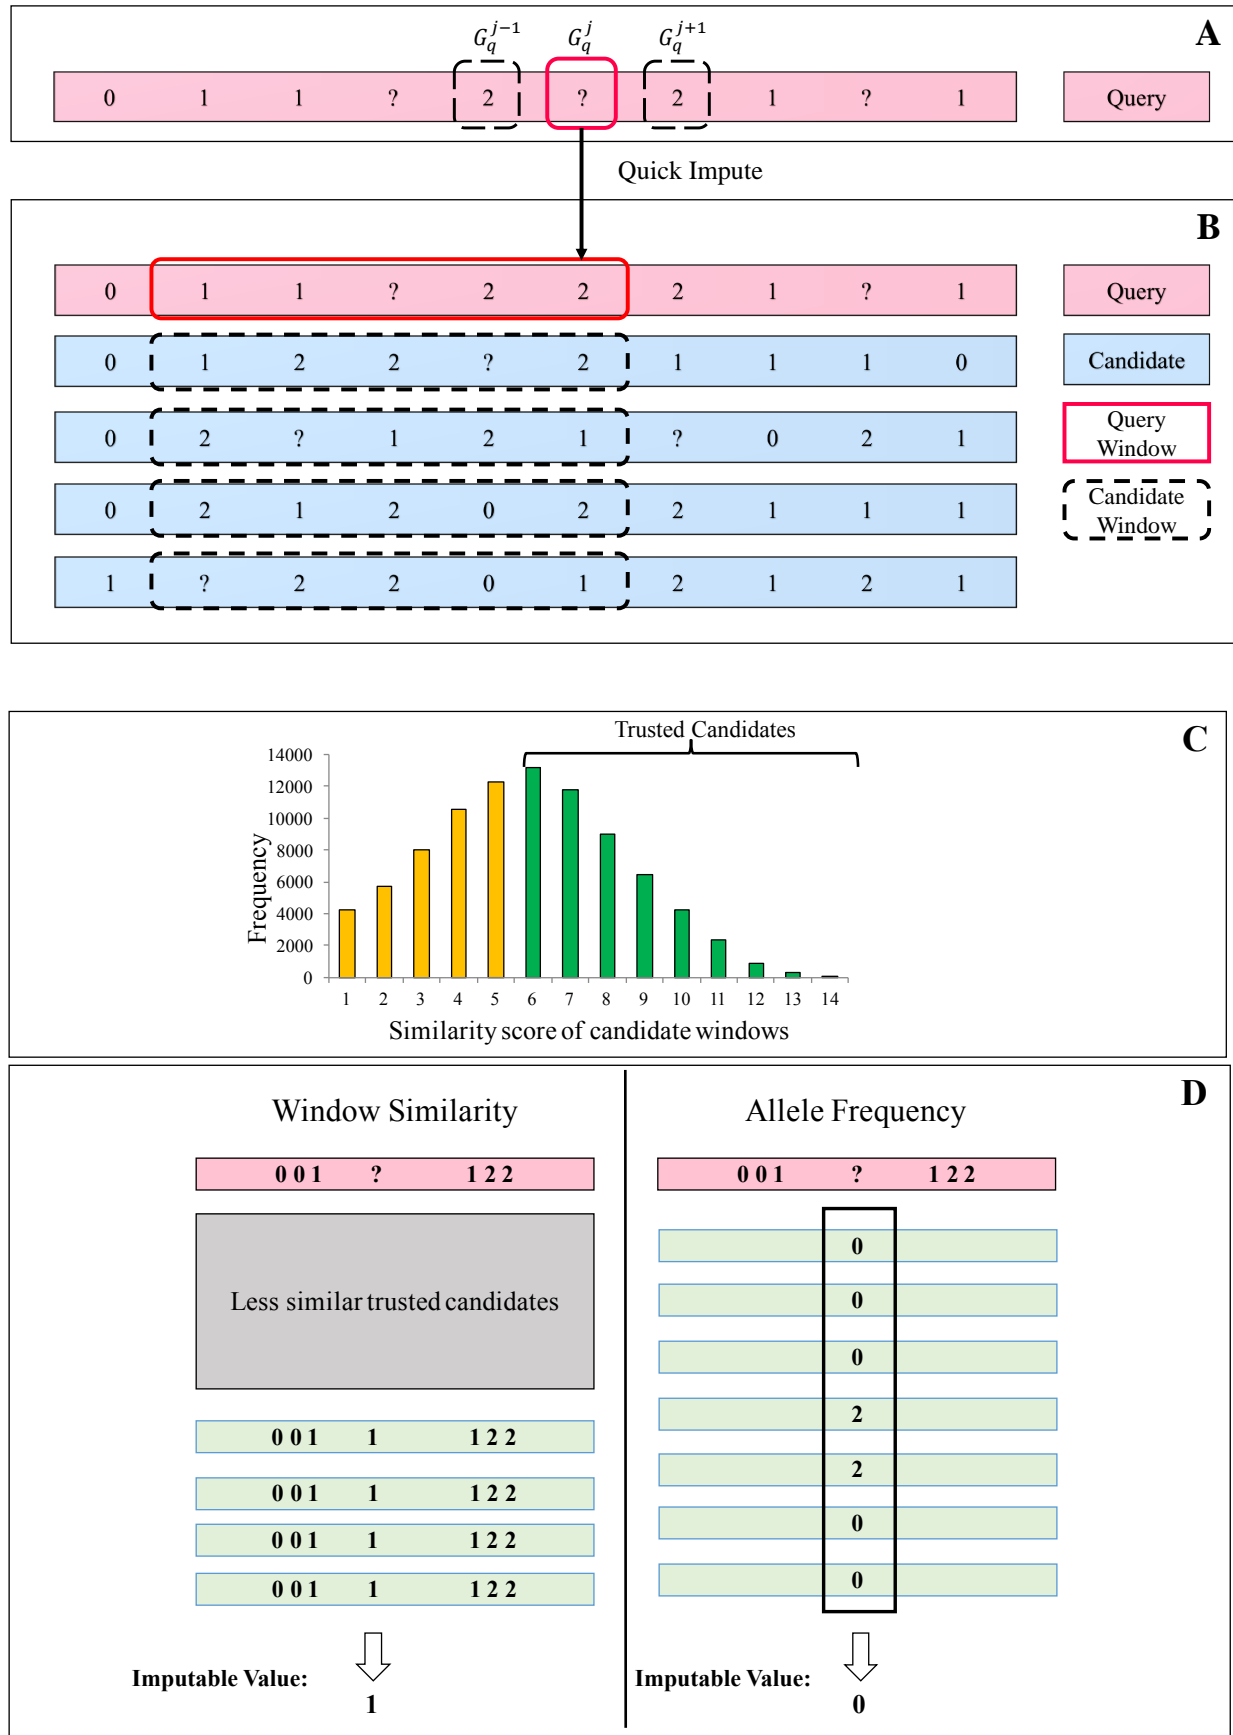 G_q^{j-1} G_q^{j} G_q^{j+1} A
0 1 1 ? 2 ? 2 1 ? 1 Query
Quick Impute
B
0 1 1 ? 2 2 2 1 ? 1 Query
0 1 2 2 ? 2 1 1 1 0 Candidate
0 2 ? 1 2 1 ? 0 2 1 Query
Window
0 2 1 2 0 2 2 1 1 1 Candidate
Window
1 ? 2 2 0 1 2 1 2 1
C
Trusted Candidates
14000
12000
10000
8000
6000
4000
2000
0
Frequency
1 2 3 4 5 6 7 8 9 10 11 12 13 14
Similarity score of candidate windows
D
Window Similarity
0 0 1 ? 1 2 2
Less similar trusted candidates
0 0 1 1 1 2 2
0 0 1 1 1 2 2
0 0 1 1 1 2 2
0 0 1 1 1 2 2
Imputable Value:
1
Allele Frequency
0 0 1 ? 1 2 2
0
0
0
2
2
0
0
Imputable Value:
0